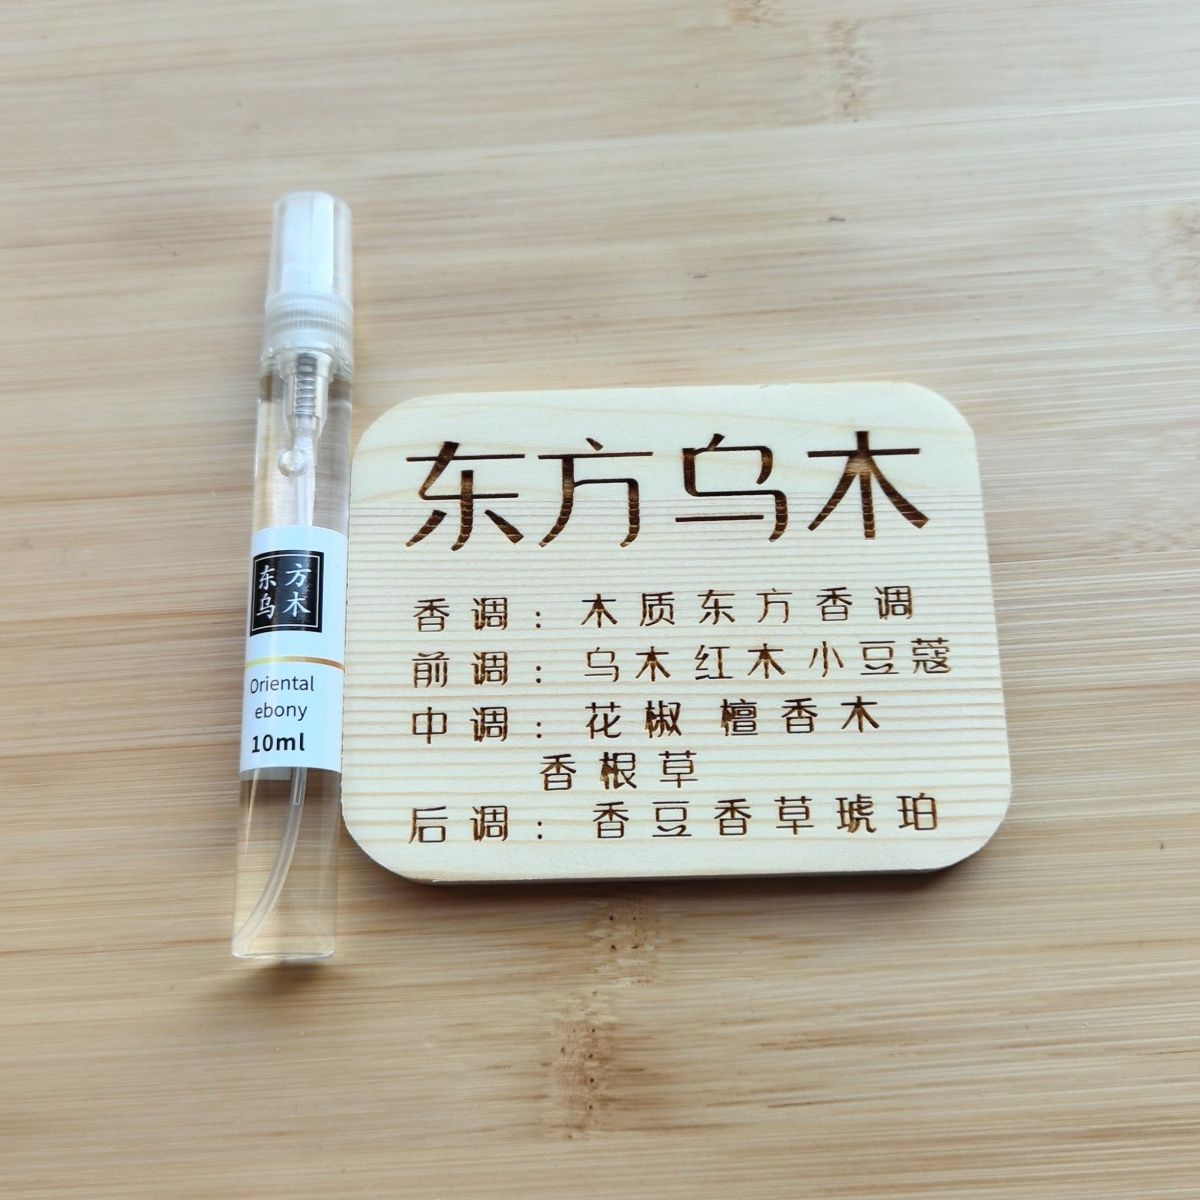 东方
乌木
Oriental
ebony
10ml
东方乌木
香调：木质东方香调
前调：乌木红木小豆蔻
中调：花椒 檀香木
香根草
后调：香豆香草琥珀